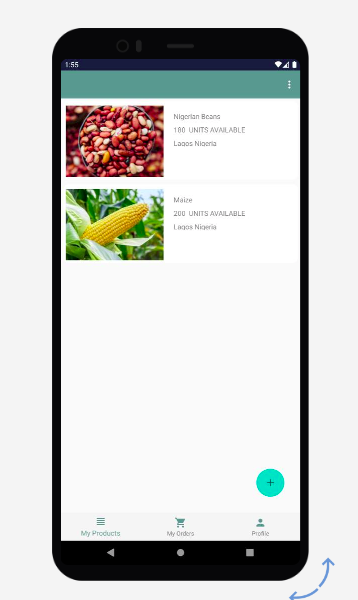 1:55
Nigerian Beans
100 UNITS AVAILABLE
Lagos Nigeria
Maize
200 UNITS AVAILABLE
Lagos Nigeria
My Products
My Orders
Profile